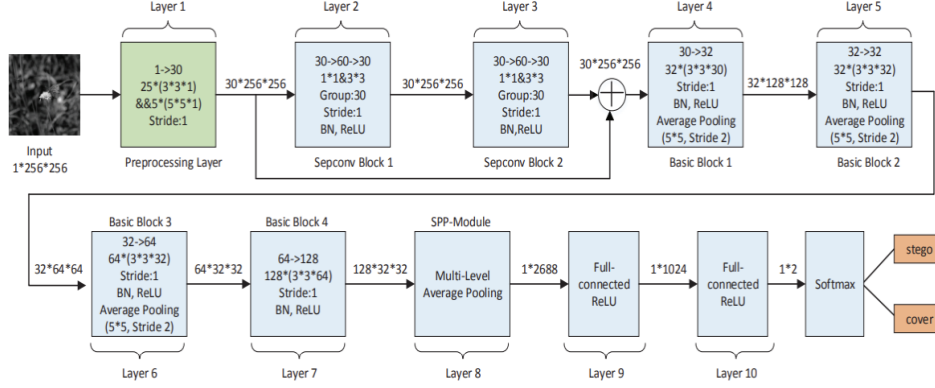 Layer 1
Layer 2
Layer 3
Layer 4
Layer 5
1->30
25*(3*3*1)
&&5*(5*5*1)
Stride:1
30*256*256
30->60->30
1*1&3*3
Group:30
Stride:1
BN, ReLU
30*256*256
30->60->30
1*1&3*3
Group:30
Stride:1
BN,ReLU
30*256*256
30->32
32*(3*3*30)
Stride:1
BN, ReLU
Average Pooling
(5*5, Stride 2)
32*128*128
32->32
32*(3*3*32)
Stride:1
BN, ReLU
Average Pooling
(5*5, Stride 2)
Input
1*256*256
Preprocessing Layer
Sepconv Block 1
Sepconv Block 2
Basic Block 1
Basic Block 2
Basic Block 3
Basic Block 4
SPP-Module
32*64*64
32->64
64*(3*3*32)
Stride:1
BN, ReLU
Average Pooling
(5*5, Stride 2)
64*32*32
64->128
128*(3*3*64)
Stride:1
BN, ReLU
128*32*32
Multi-Level
Average Pooling
1*2688
Full-
connected
ReLU
1*1024
Full-
connected
ReLU
1*2
Softmax
stego
cover
Layer 6
Layer 7
Layer 8
Layer 9
Layer 10